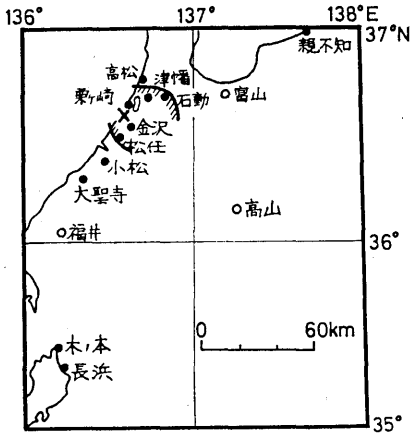 136°
137°
138°E
37°N
親不知
高松
津幡
粟ヶ崎
石動
富山
金沢
松任
小松
大聖寺
高山
福井
36°
0
60km
木ノ本
長浜
35°